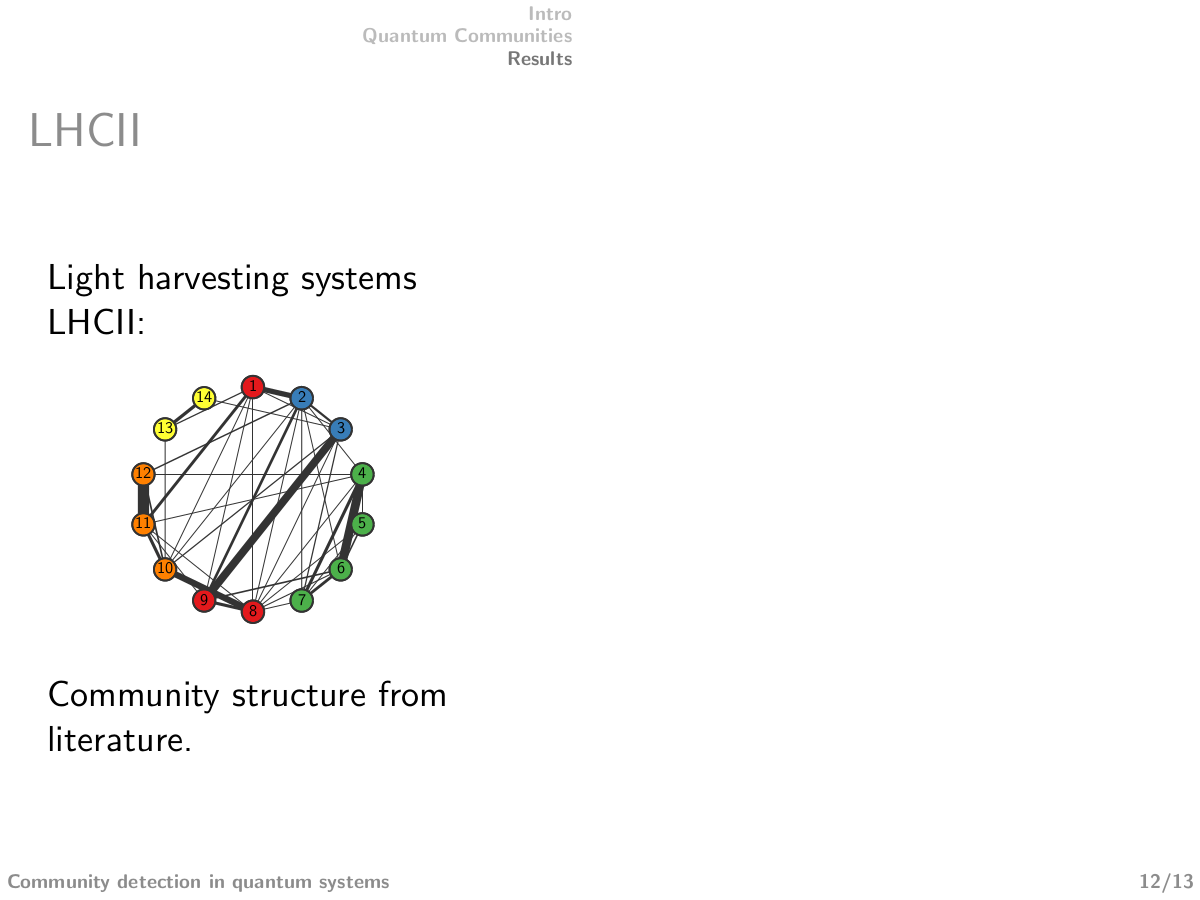 Intro
Quantum Communities
Results
LHCII
Light harvesting systems
LHCII:
1
2
3
4
5
6
7
8
9
10
11
12
13
14
Community structure from
literature.
Community detection in quantum systems
12/13